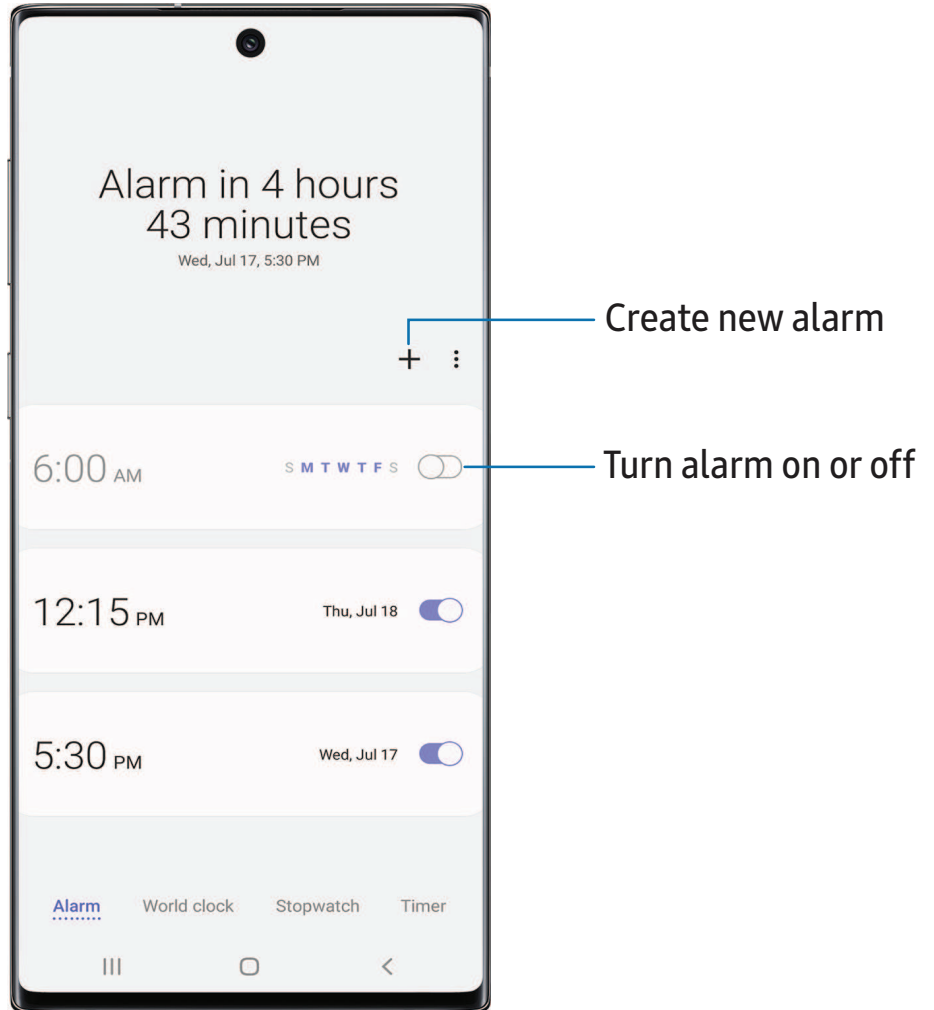 Alarm in 4 hours
43 minutes
Wed, Jul 17, 5:30 PM
Create new alarm
6:00 AM S M T W T F S
Turn alarm on or off
12:15 PM Thu, Jul 18
5:30 PM Wed, Jul 17
Alarm World clock Stopwatch Timer